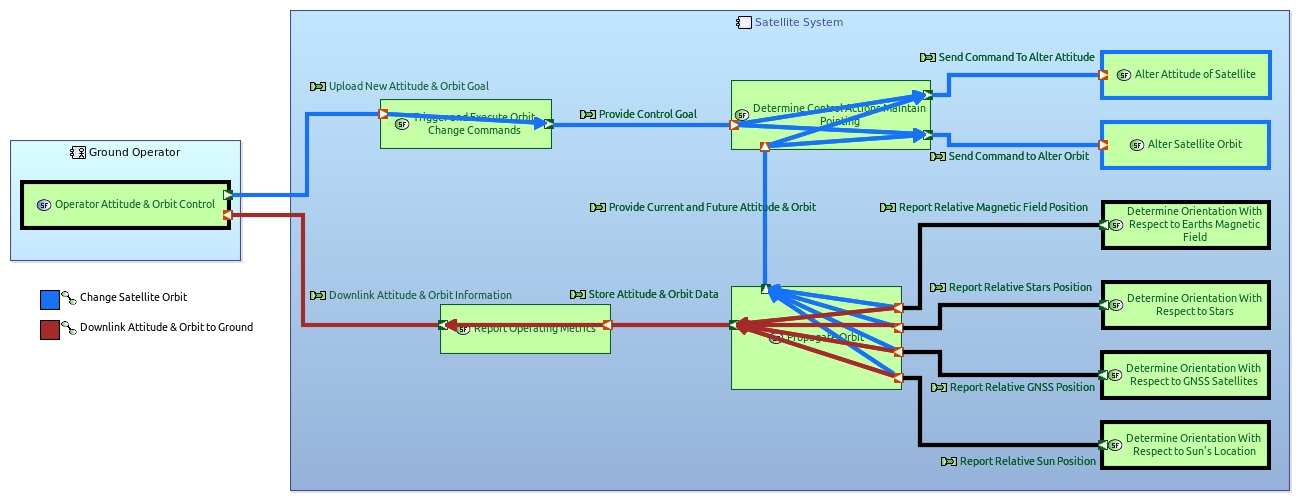 Satellite System
Send Command To Alter Attitude
SF Alter Attitude of Satellite
Upload New Attitude & Orbit Goal
SF Trigger and Execute Orbit
Change Commands
Provide Control Goal
SF Determine Control Actions Maintain
Pointing
SF Alter Satellite Orbit
Send Command to Alter Orbit
Ground Operator
SF Operator Attitude & Orbit Control
Provide Current and Future Attitude & Orbit
Report Relative Magnetic Field Position
SF Determine Orientation With
Respect to Earths Magnetic
Field
Change Satellite Orbit
Downlink Attitude & Orbit to Ground
Downlink Attitude & Orbit Information
Store Attitude & Orbit Data
SF Report Operating Metrics
SF Propagate Orbit
Report Relative Stars Position
SF Determine Orientation With
Respect to Stars
SF Determine Orientation With
Respect to GNSS Satellites
Report Relative GNSS Position
SF Determine Orientation With
Respect to Sun's Location
Report Relative Sun Position